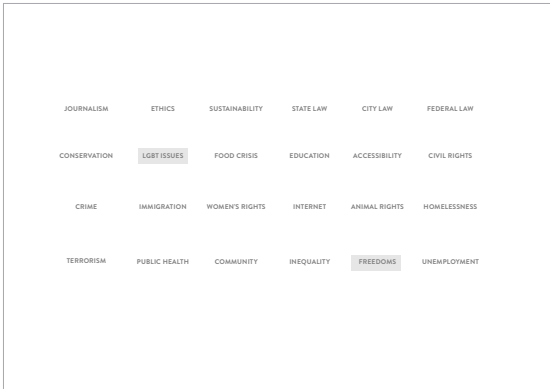 JOURNALISM ETHICS SUSTAINABILITY STATE LAW CITY LAW FEDERAL LAW
CONSERVATION LGBT ISSUES FOOD CRISIS EDUCATION ACCESSIBILITY CIVIL RIGHTS
CRIME IMMIGRATION WOMEN'S RIGHTS INTERNET ANIMAL RIGHTS HOMELESSNESS
TERRORISM PUBLIC HEALTH COMMUNITY INEQUALITY FREEDOMS UNEMPLOYMENT